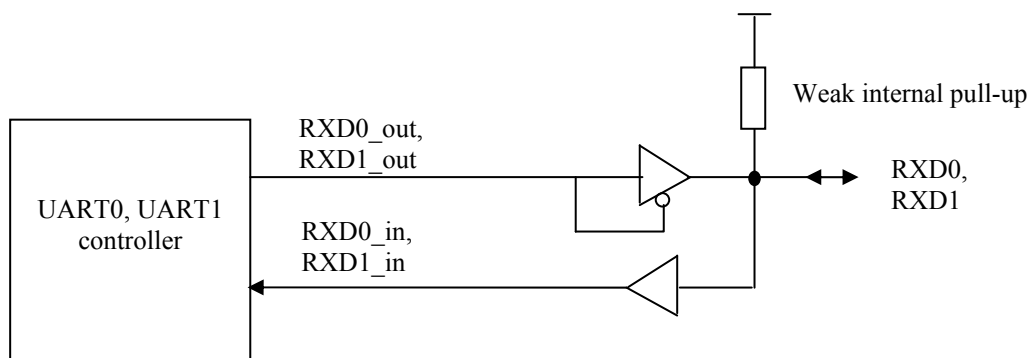 Weak internal pull-up
RXD0_out,
RXD1_out
RXD0,
RXD1
UART0, UART1
controller
RXD0_in,
RXD1_in